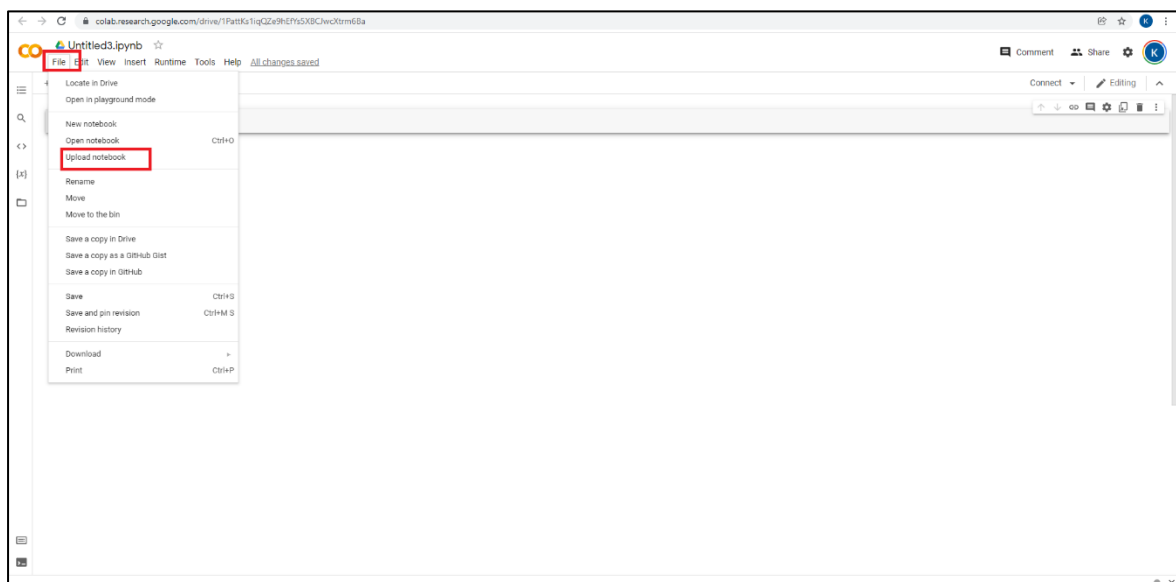 colab.research.google.com/drive/1PattKs1iqQZe9hEfYs5XBCJwcXtrm6Ba
K
CO
Untitled3.ipynb
File Edit View Insert Runtime Tools Help All changes saved
Comment Share K
Connect Editing
Locate in Drive
Open in playground mode
New notebook
Open notebook Ctrl+O
Upload notebook
{x}
Rename
Move
Move to the bin
Save a copy in Drive
Save a copy as a GitHub Gist
Save a copy in GitHub
Save Ctrl+S
Save and pin revision Ctrl+M S
Revision history
Download
Print Ctrl+P